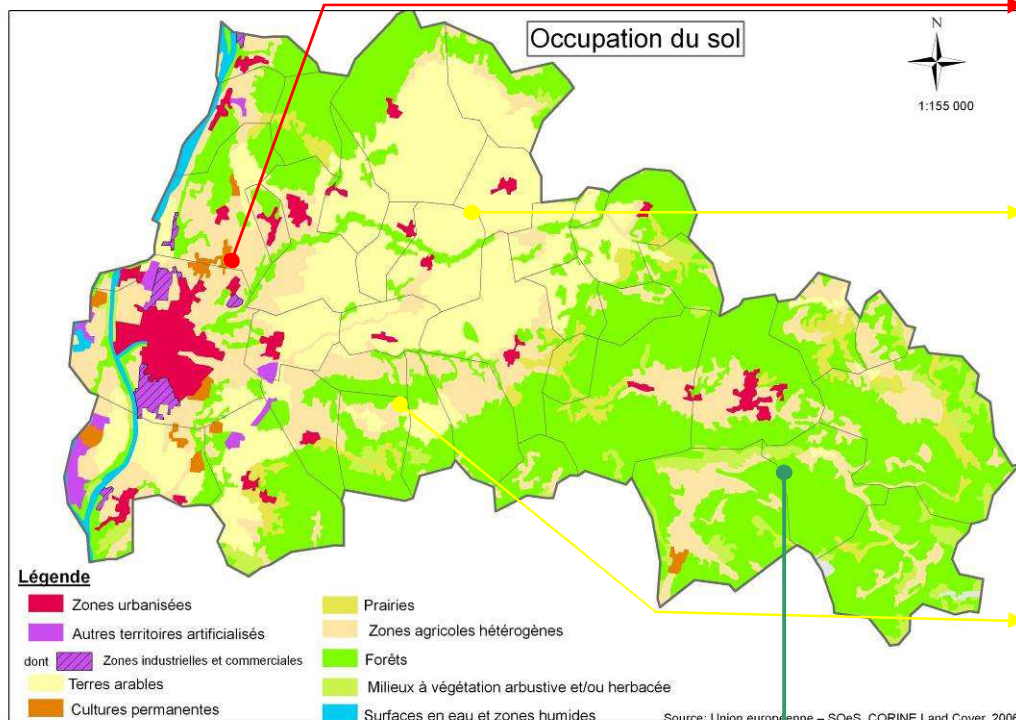 Occupation du sol
N
1:155 000
Légende
Zones urbanisées
Autres territoires artificialisés
dont Zones industrielles et commerciales
Terres arables
Cultures permanentes
Prairies
Zones agricoles hétérogènes
Forêts
Milieux à végétation arbustive et/ou herbacée
Surfaces en eau et zones humides
Source: Union européenne – SOeS, CORINE Land Cover, 2006